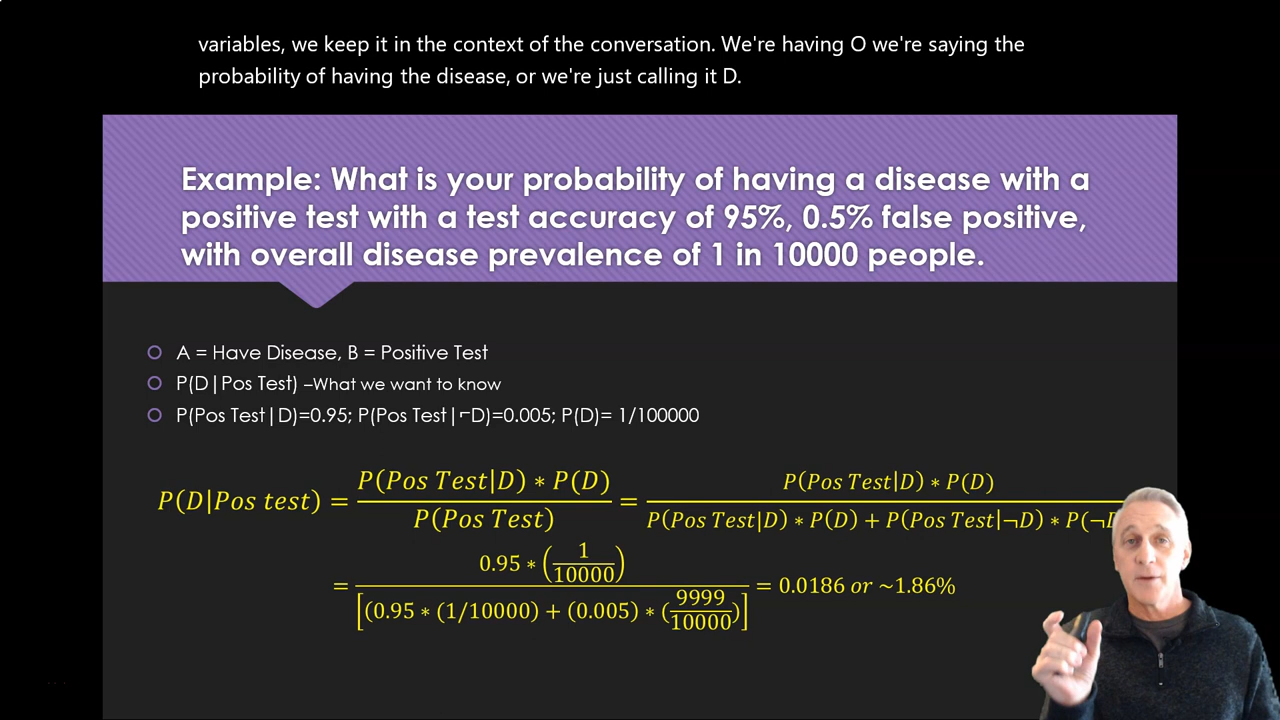 variables, we keep it in the context of the conversation. We're having O we're saying the
probability of having the disease, or we're just calling it D.
Example: What is your probability of having a disease with a
positive test with a test accuracy of 95%, 0.5% false positive,
with overall disease prevalence of 1 in 10000 people.
A = Have Disease, B = Positive Test
P(D|Pos Test) –What we want to know
P(Pos Test|D)=0.95; P(Pos Test|⌐D)=0.005; P(D)= 1/100000
P(D|Pos test) = P(Pos Test|D) ∗ P(D) / P(Pos Test) = P(Pos Test|D) ∗ P(D) / P(Pos Test|D) ∗ P(D) + P(Pos Test|¬D) ∗ P(¬D
= 0.95 ∗ (1/10000) / [(0.95 ∗ (1/10000) + (0.005) ∗ (9999/10000)] = 0.0186 or ~1.86%